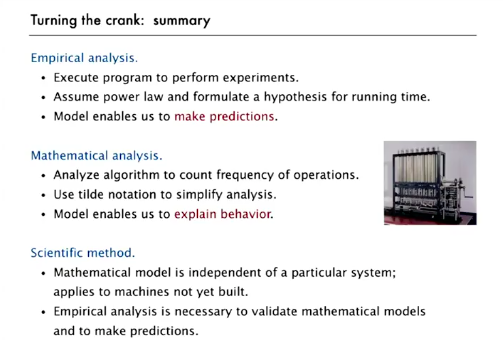 Turning the crank: summary
Empirical analysis.
• Execute program to perform experiments.
• Assume power law and formulate a hypothesis for running time.
• Model enables us to make predictions.
Mathematical analysis.
• Analyze algorithm to count frequency of operations.
• Use tilde notation to simplify analysis.
• Model enables us to explain behavior.
Scientific method.
• Mathematical model is independent of a particular system;
applies to machines not yet built.
• Empirical analysis is necessary to validate mathematical models
and to make predictions.